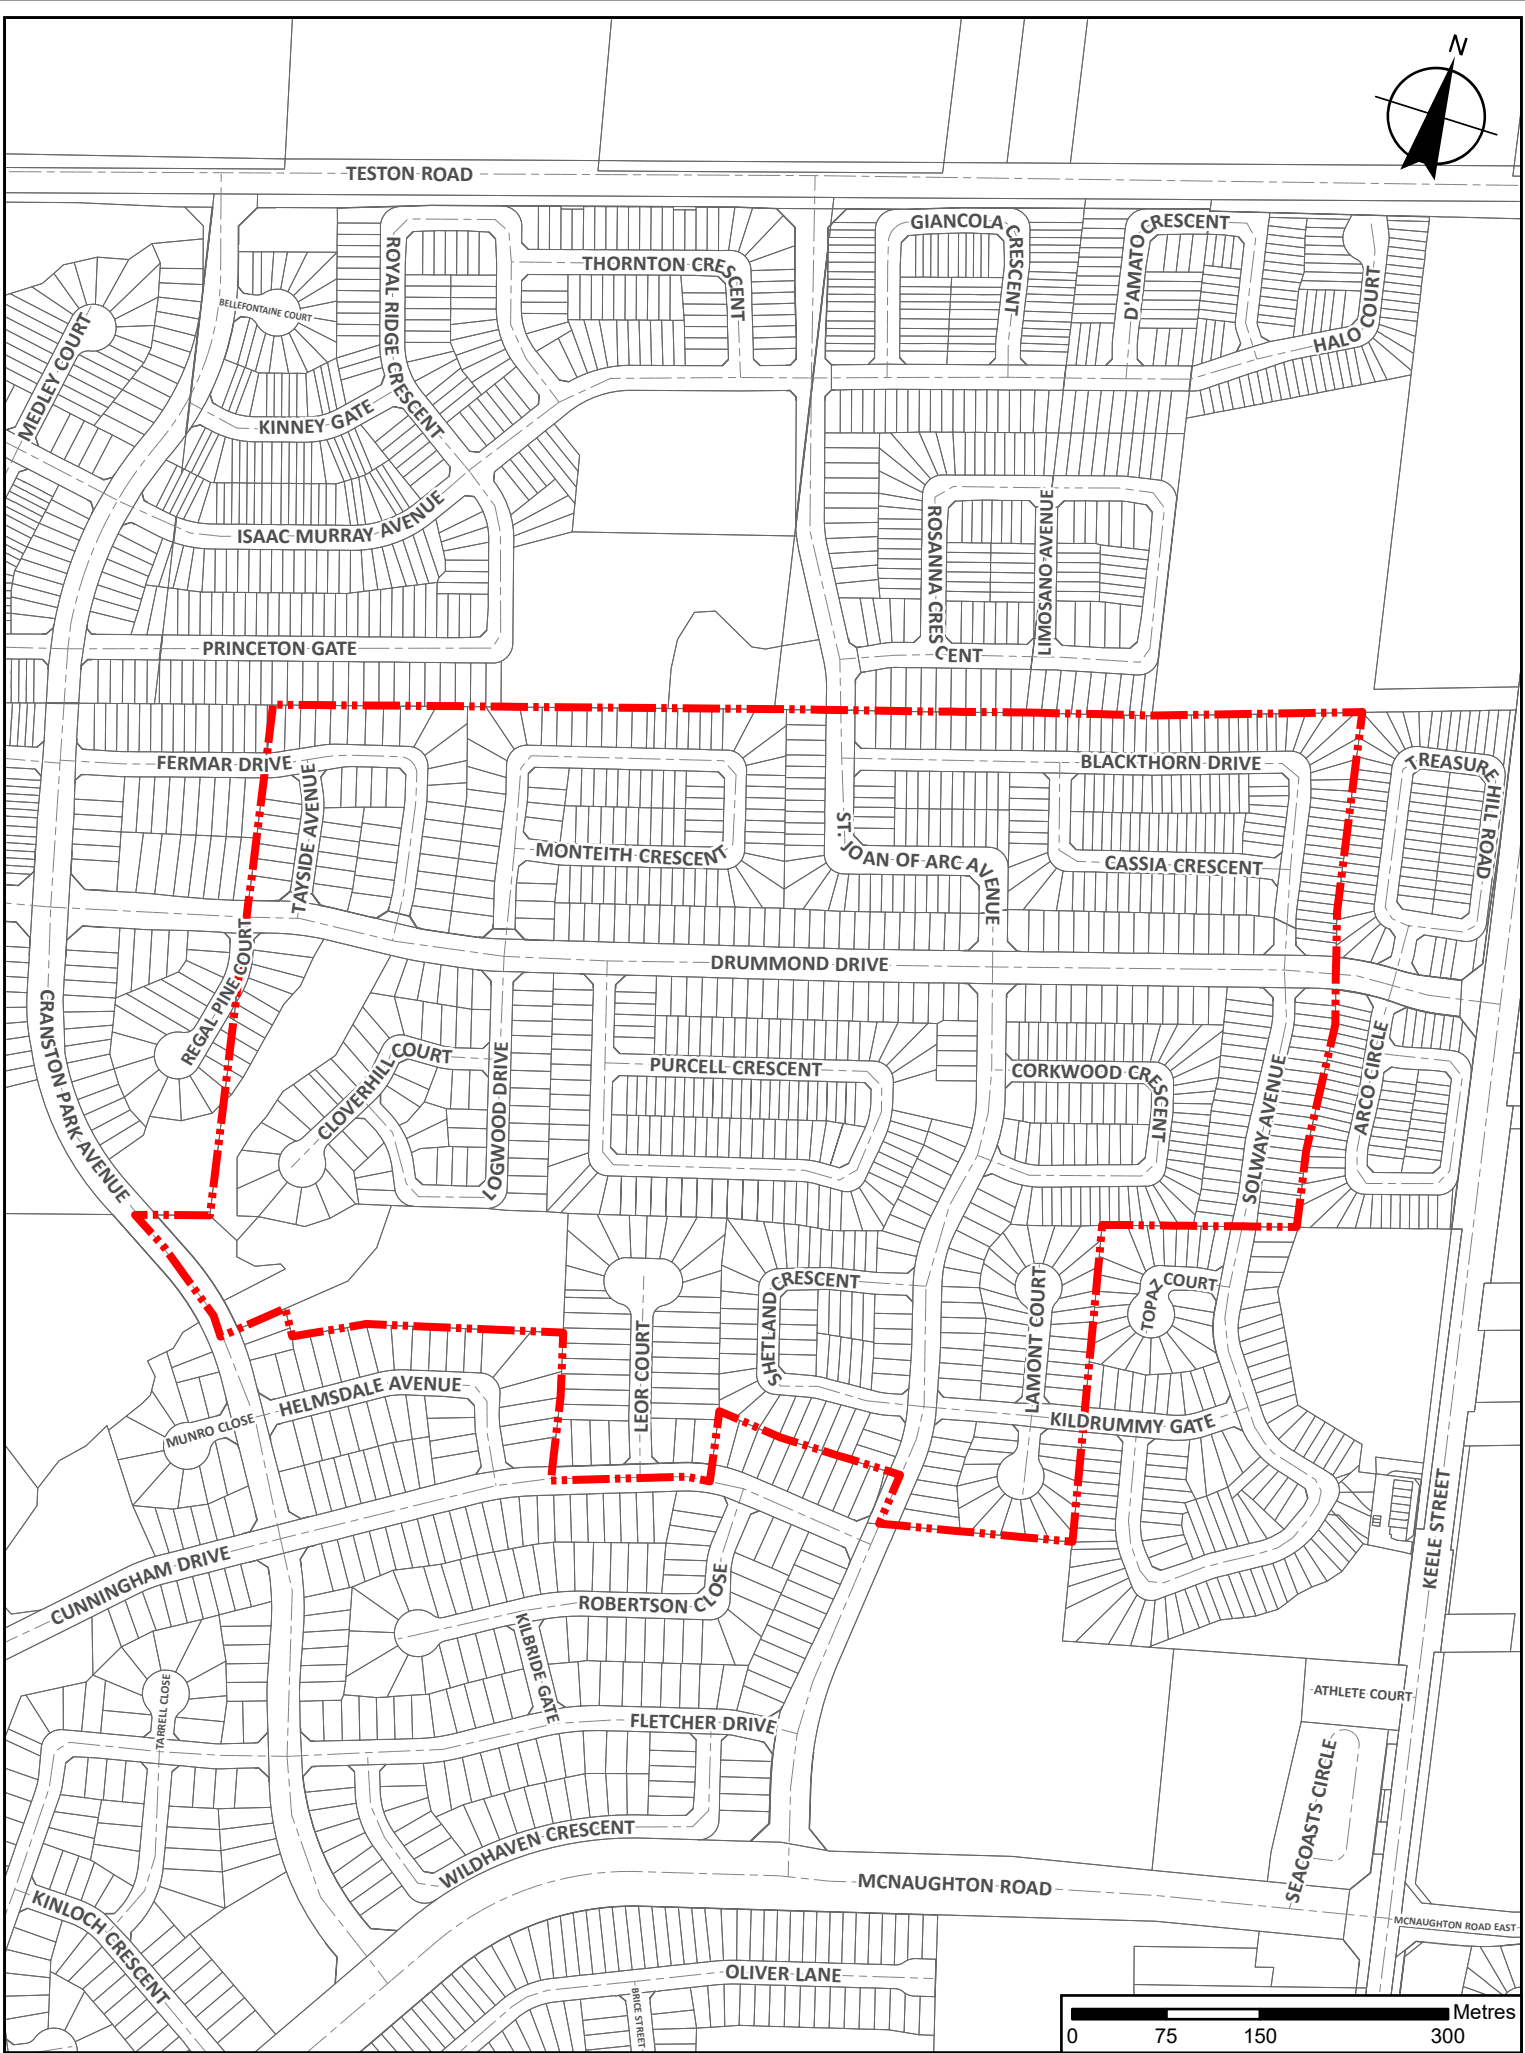 N
TESTON ROAD
GIANCOLA CRESCENT
D'AMATO CRESCENT
ROYAL RIDGE CRESCENT
THORNTON CRESCENT
BELLEFONTAINE COURT
HALO COURT
MEDLEY COURT
KINNEY GATE
ISAAC MURRAY AVENUE
ROSANNA CRESCENT
LIMOSANO AVENUE
PRINCETON GATE
FERMAR DRIVE
TAYSIDE AVENUE
BLACKTHORN DRIVE
TREASURE HILL ROAD
MONTEITH CRESCENT
ST. JOAN OF ARC AVENUE
CASSIA CRESCENT
DRUMMOND DRIVE
REGAL PINE COURT
CRANSTON PARK AVENUE
CLOVERHILL COURT
LOGWOOD DRIVE
PURCELL CRESCENT
CORKWOOD CRESCENT
SOLWAY AVENUE
ARCO CIRCLE
SHETLAND CRESCENT
LAMONT COURT
TOPAZ COURT
LEOR COURT
HELMSDALE AVENUE
MUNRO CLOSE
KILDRUMMY GATE
KEELE STREET
CUNNINGHAM DRIVE
ROBERTSON CLOSE
KILBRIDE GATE
TARRELL CLOSE
FLETCHER DRIVE
ATHLETE COURT
SEACOASTS CIRCLE
WILDHAVEN CRESCENT
MCNAUGHTON ROAD
KINLOCH CRESCENT
MCNAUGHTON ROAD EAST
OLIVER LANE
BRICE STREET
Metres
0 75 150 300